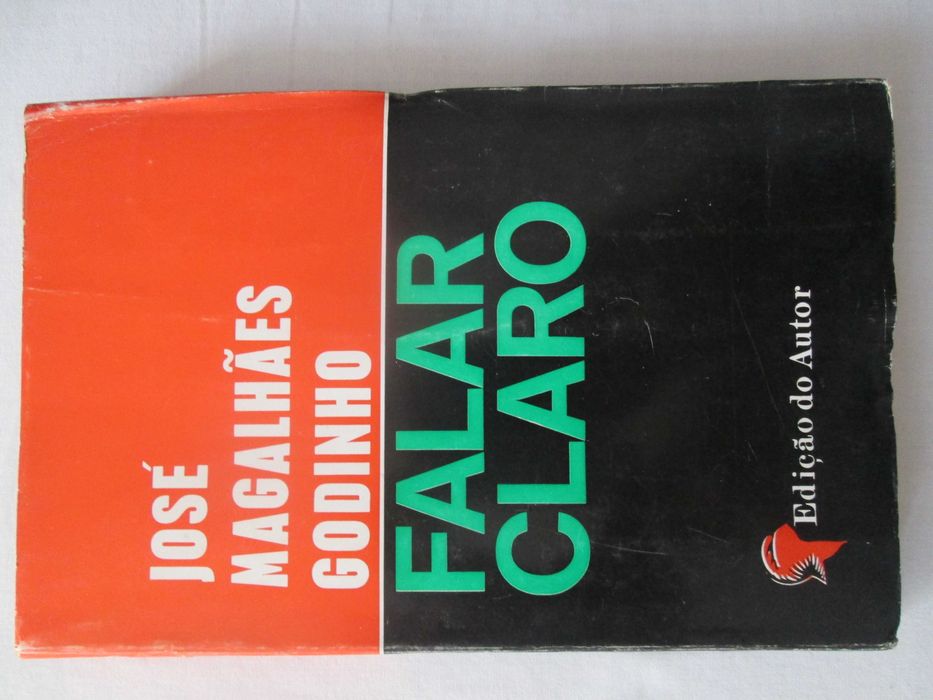 JOSÉ
MAGALHÃES
GODINHO
FALAR
CLARO
Edição do Autor